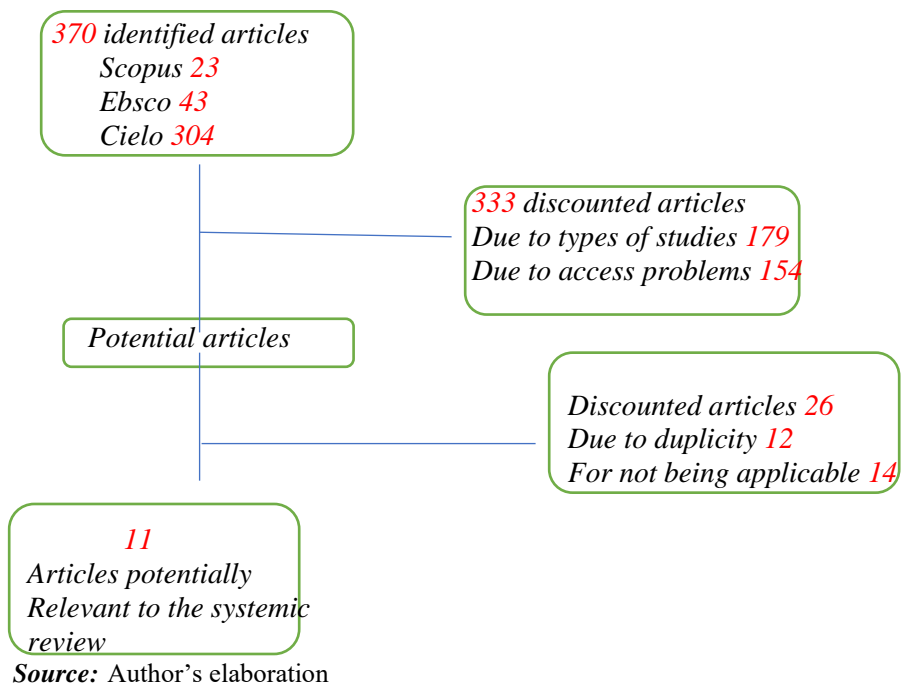 370 identified articles
Scopus 23
Ebsco 43
Cielo 304
333 discounted articles
Due to types of studies 179
Due to access problems 154
Potential articles
Discounted articles 26
Due to duplicity 12
For not being applicable 14
11
Articles potentially
Relevant to the systemic
review
Source: Author’s elaboration